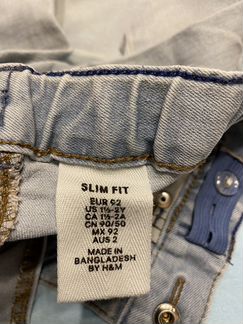 SLIM FIT
EUR 92
US 1½-2Y
CA 1½-2A
CN 90/50
MX 92
AUS 2
MADE IN
BANGLADESH
BY H&M